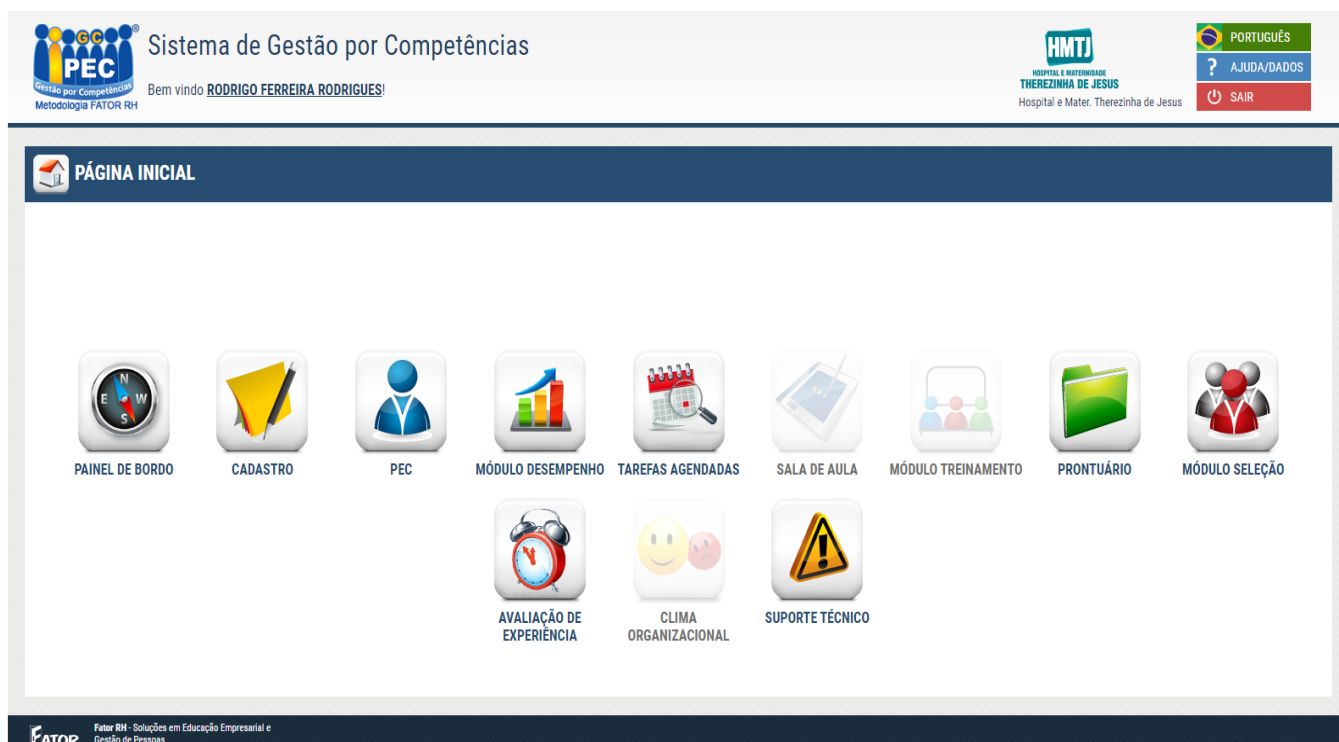 GC
PEC
Gestão por Competências
Metodologia FATOR RH
Sistema de Gestão por Competências
Bem vindo RODRIGO FERREIRA RODRIGUES!
HMTJ
HOSPITAL E MATERNIDADE
THEREZINHA DE JESUS
Hospital e Mater. Therezinha de Jesus
PORTUGUÊS
? AJUDA/DADOS
SAIR
PÁGINA INICIAL
N
E W
S
PAINEL DE BORDO
CADASTRO
PEC
MÓDULO DESEMPENHO
TAREFAS AGENDADAS
SALA DE AULA
MÓDULO TREINAMENTO
PRONTUÁRIO
MÓDULO SELEÇÃO
AVALIAÇÃO DE
EXPERIÊNCIA
CLIMA
ORGANIZACIONAL
SUPORTE TÉCNICO
FATOR
Fator RH - Soluções em Educação Empresarial e
Gestão de Pessoas